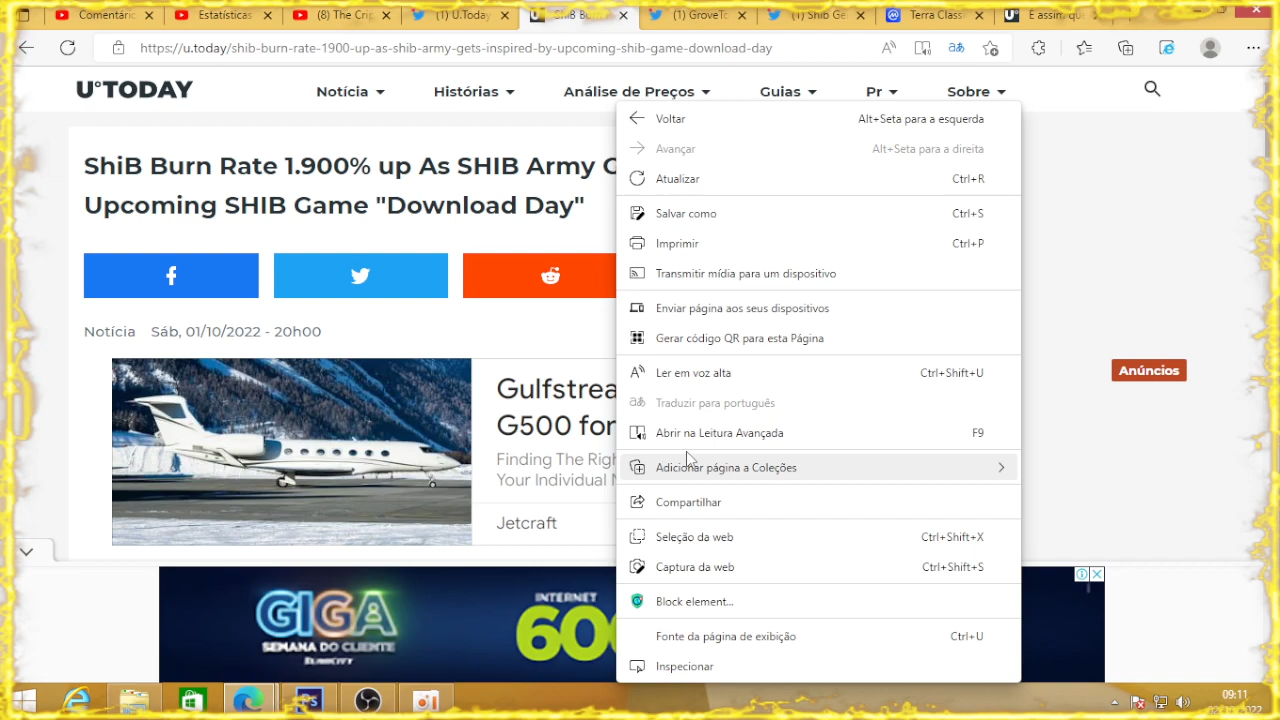 Comentári
Estatísticas
(8) The Crip
(1) U.Today
SHIB Burn
(1) GroveTo
(1) Shib Ge
Terra Classi
E assim que
https://u.today/shib-burn-rate-1900-up-as-shib-army-gets-inspired-by-upcoming-shib-game-download-day
U°TODAY
Notícia
Histórias
Análise de Preços
Guias
Pr
Sobre
ShiB Burn Rate 1.900% up As SHIB Army G
Upcoming SHIB Game "Download Day"
Notícia Sáb, 01/10/2022 - 20h00
Gulfstrea
G500 for
Finding The Righ
Your Individual N
Jetcraft
Anúncios
GIGA
SEMANA DO CLIENTE
INTERNET
600
Voltar Alt+Seta para a esquerda
Avançar Alt+Seta para a direita
Atualizar Ctrl+R
Salvar como Ctrl+S
Imprimir Ctrl+P
Transmitir mídia para um dispositivo
Enviar página aos seus dispositivos
Gerar código QR para esta Página
Ler em voz alta Ctrl+Shift+U
Traduzir para português
Abrir na Leitura Avançada F9
Adicionar página a Coleções
Compartilhar
Seleção da web Ctrl+Shift+X
Captura da web Ctrl+Shift+S
Block element...
Fonte da página de exibição Ctrl+U
Inspecionar
09:11